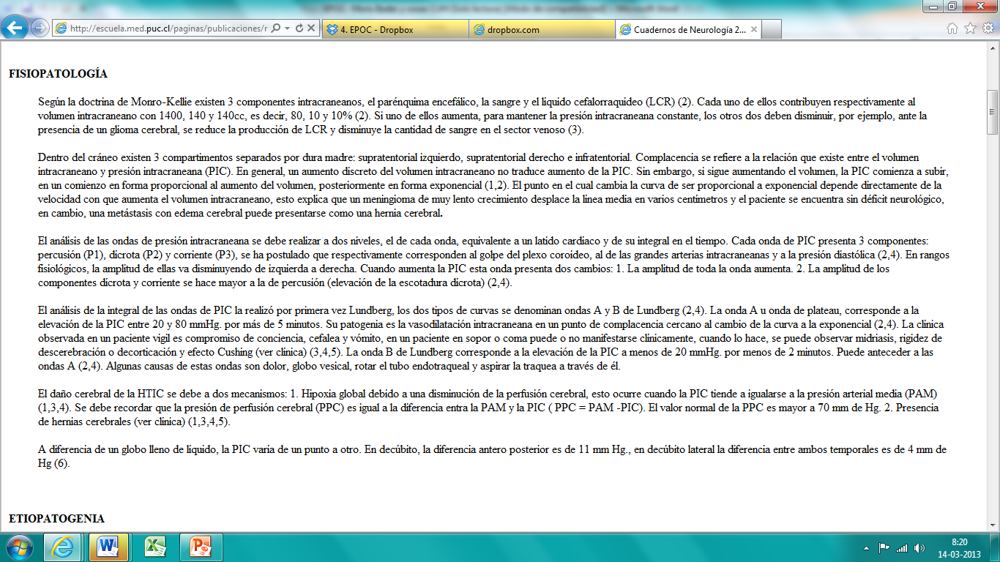 http://escuela.med.puc.cl/paginas/publicaciones/r
4. EPOC - Dropbox
dropbox.com
Cuadernos de Neurología 2...
FISIOPATOLOGÍA
Según la doctrina de Monro-Kellie existen 3 componentes intracraneanos, el parénquima encefálico, la sangre y el líquido cefalorraquídeo (LCR) (2). Cada uno de ellos contribuyen respectivamente al
volumen intracraneano con 1400, 140 y 140cc, es decir, 80, 10 y 10% (2). Si uno de ellos aumenta, para mantener la presión intracraneana constante, los otros dos deben disminuir, por ejemplo, ante la
presencia de un glioma cerebral, se reduce la producción de LCR y disminuye la cantidad de sangre en el sector venoso (3).
Dentro del cráneo existen 3 compartimentos separados por dura madre: supratentorial izquierdo, supratentorial derecho e infratentorial. Complacencia se refiere a la relación que existe entre el volumen
intracraneano y presión intracraneana (PIC). En general, un aumento discreto del volumen intracraneano no traduce aumento de la PIC. Sin embargo, si sigue aumentando el volumen, la PIC comienza a subir,
en un comienzo en forma proporcional al aumento del volumen, posteriormente en forma exponencial (1,2). El punto en el cual cambia la curva de ser proporcional a exponencial depende directamente de la
velocidad con que aumenta el volumen intracraneano, esto explica que un meningioma de muy lento crecimiento desplace la línea media en varios centímetros y el paciente se encuentra sin déficit neurológico,
en cambio, una metástasis con edema cerebral puede presentarse como una hernia cerebral.
El análisis de las ondas de presión intracraneana se debe realizar a dos niveles, el de cada onda, equivalente a un latido cardíaco y de su integral en el tiempo. Cada onda de PIC presenta 3 componentes:
percusión (P1), dicrota (P2) y corriente (P3), se ha postulado que respectivamente corresponden al golpe del plexo coroideo, al de las grandes arterias intracraneanas y a la presión diastólica (2,4). En rangos
fisiológicos, la amplitud de ellas va disminuyendo de izquierda a derecha. Cuando aumenta la PIC esta onda presenta dos cambios: 1. La amplitud de toda la onda aumenta. 2. La amplitud de los
componentes dicrota y corriente se hace mayor a la de percusión (elevación de la escotadura dicrota) (2,4).
El análisis de la integral de las ondas de PIC la realizó por primera vez Lundberg, los dos tipos de curvas se denominan ondas A y B de Lundberg (2,4). La onda A u onda de plateau, corresponde a la
elevación de la PIC entre 20 y 80 mmHg. por más de 5 minutos. Su patogenia es la vasodilatación intracraneana en un punto de complacencia cercano al cambio de la curva a la exponencial (2,4). La clínica
observada en un paciente vigil es compromiso de conciencia, cefalea y vómito, en un paciente en sopor o coma puede o no manifestarse clínicamente, cuando lo hace, se puede observar midriasis, rigidez de
descerebración o decorticación y efecto Cushing (ver clínica) (3,4,5). La onda B de Lundberg corresponde a la elevación de la PIC a menos de 20 mmHg. por menos de 2 minutos. Puede anteceder a las
ondas A (2,4). Algunas causas de estas ondas son dolor, globo vesical, rotar el tubo endotraqueal y aspirar la traquea a través de él.
El daño cerebral de la HTIC se debe a dos mecanismos: 1. Hipoxia global debido a una disminución de la perfusión cerebral, esto ocurre cuando la PIC tiende a igualarse a la presión arterial media (PAM)
(1,3,4). Se debe recordar que la presión de perfusión cerebral (PPC) es igual a la diferencia entra la PAM y la PIC ( PPC = PAM -PIC). El valor normal de la PPC es mayor a 70 mm de Hg. 2. Presencia
de hernias cerebrales (ver clínica) (1,3,4,5).
A diferencia de un globo lleno de líquido, la PIC varia de un punto a otro. En decúbito, la diferencia antero posterior es de 11 mm Hg., en decúbito lateral la diferencia entre ambos temporales es de 4 mm de
Hg (6).
ETIOPATOGENIA
8:20
14-03-2013